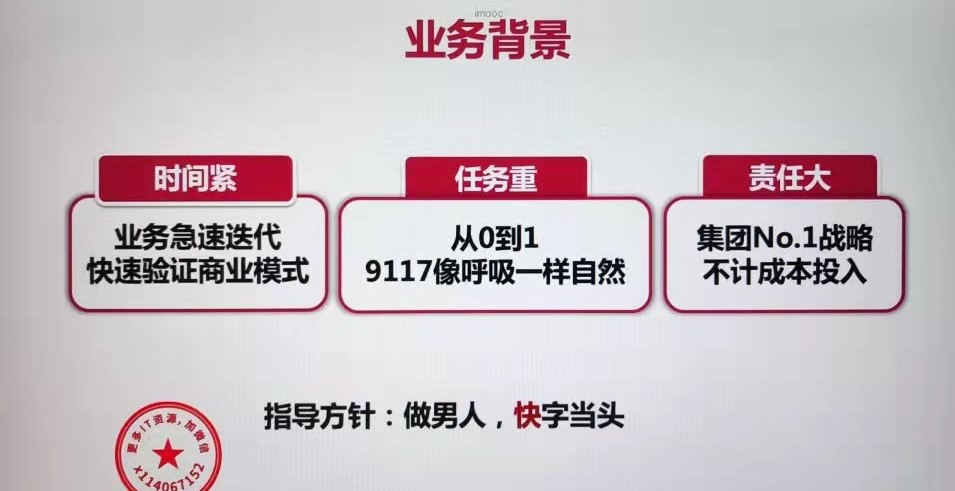 imooc
业务背景
时间紧
业务急速迭代
快速验证商业模式
任务重
从0到1
9117像呼吸一样自然
责任大
集团No.1战略
不计成本投入
指导方针：做男人，快字当头
更多IT资源,加微信
x114067152